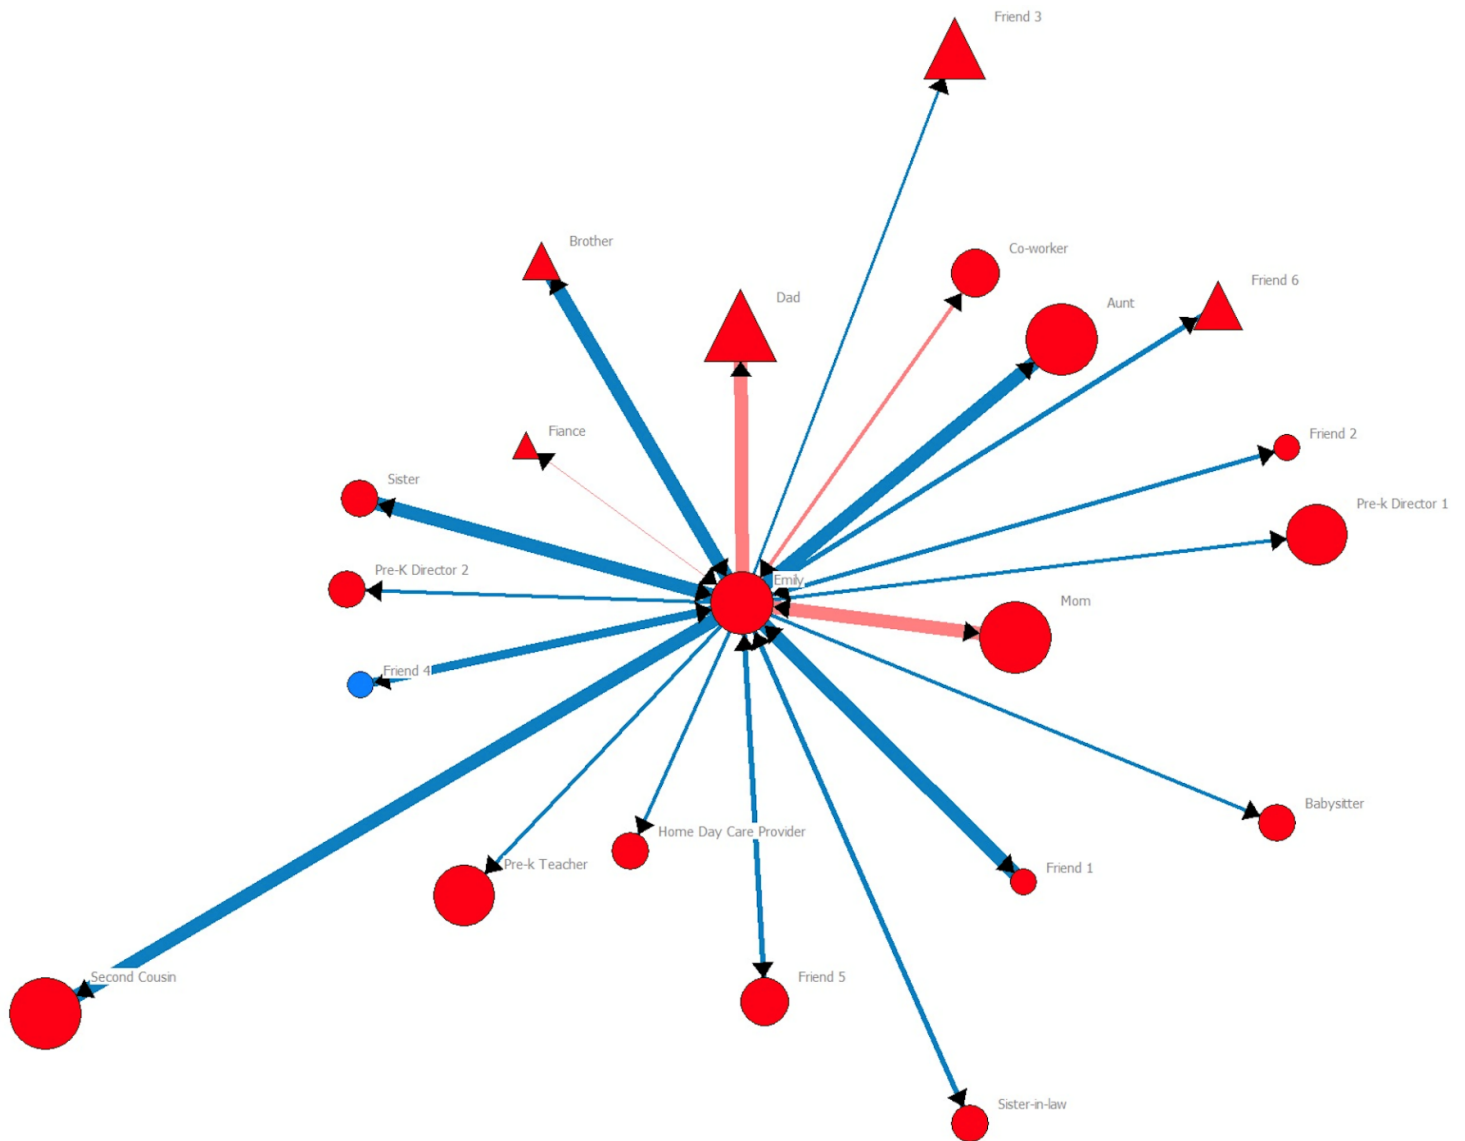 Friend 3
Brother
Co-worker
Friend 6
Dad
Aunt
Fiance
Friend 2
Sister
Pre-k Director 1
Pre-K Director 2
Emily
Mom
Friend 4
Babysitter
Home Day Care Provider
Pre-k Teacher
Friend 1
Second Cousin
Friend 5
Sister-in-law